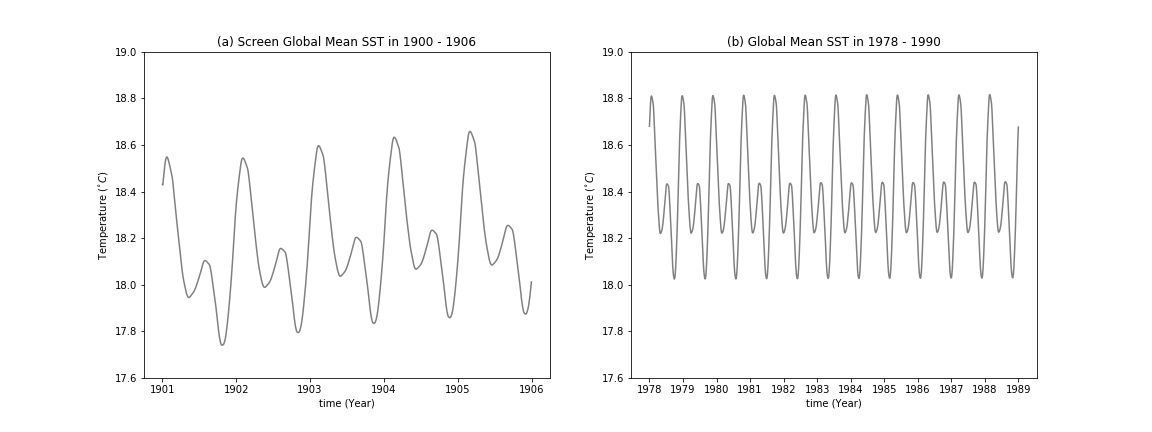 (a) Screen Global Mean SST in 1900 - 1906
19.0
18.8
18.6
18.4
18.2
18.0
17.8
17.6
Temperature (˚C)
1901 1902 1903 1904 1905 1906
time (Year)
(b) Global Mean SST in 1978 - 1990
19.0
18.8
18.6
18.4
18.2
18.0
17.8
17.6
Temperature (˚C)
1978 1979 1980 1981 1982 1983 1984 1985 1986 1987 1988 1989
time (Year)